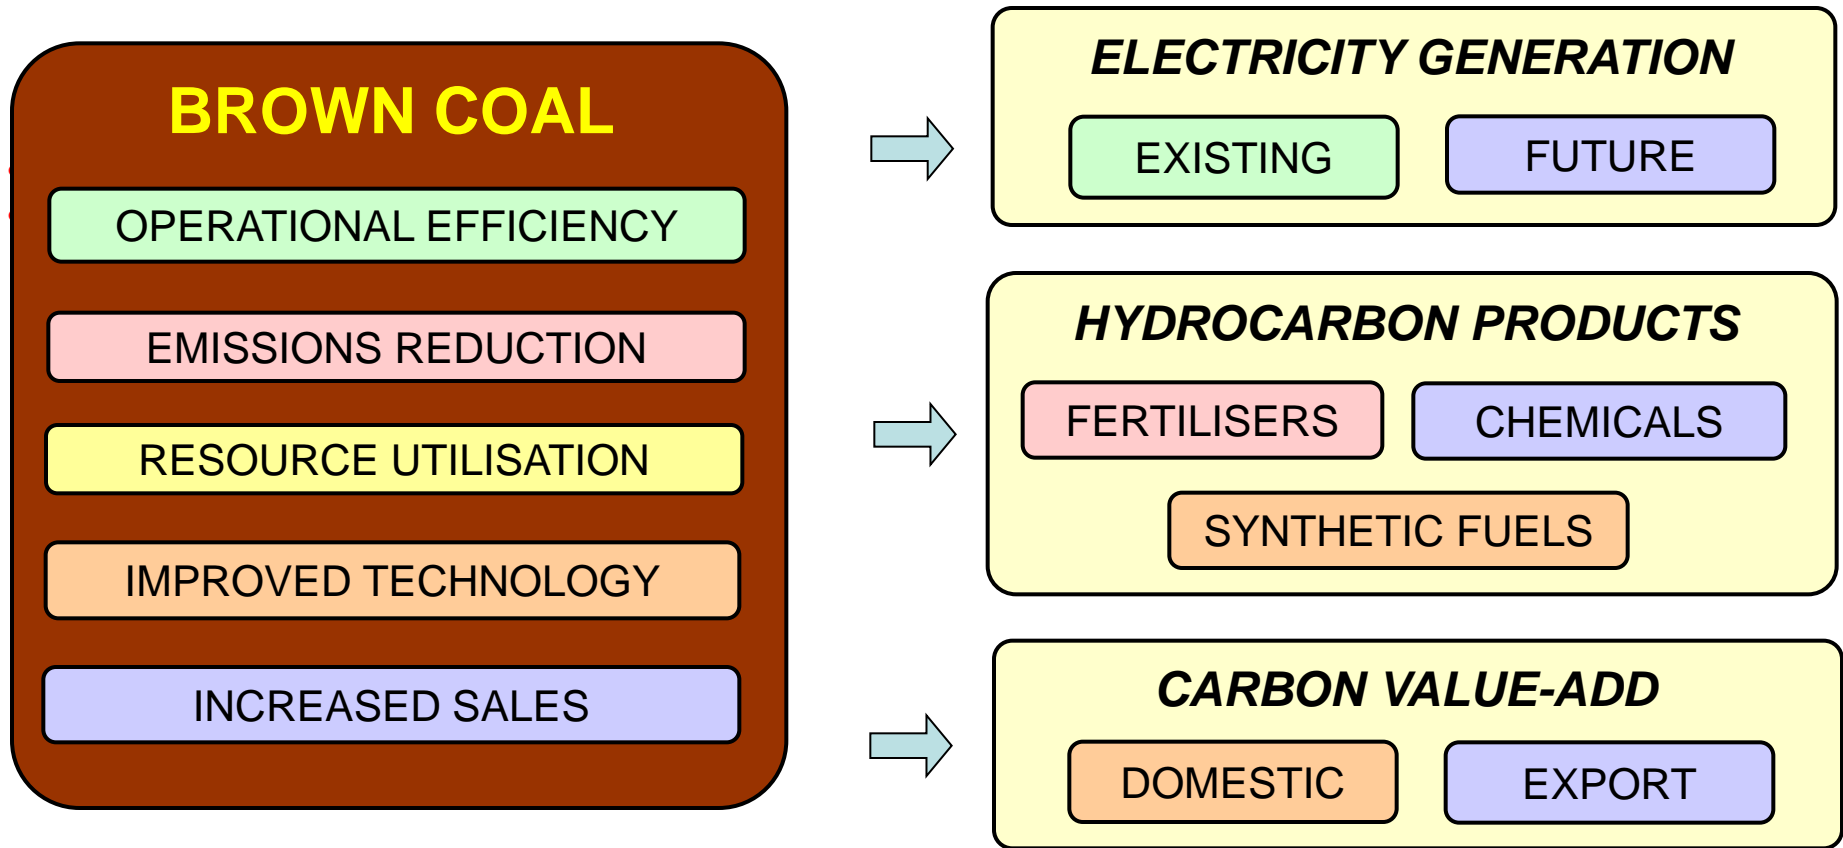 BROWN COAL
OPERATIONAL EFFICIENCY
EMISSIONS REDUCTION
RESOURCE UTILISATION
IMPROVED TECHNOLOGY
INCREASED SALES
ELECTRICITY GENERATION
EXISTING
FUTURE
HYDROCARBON PRODUCTS
FERTILISERS
CHEMICALS
SYNTHETIC FUELS
CARBON VALUE-ADD
DOMESTIC
EXPORT